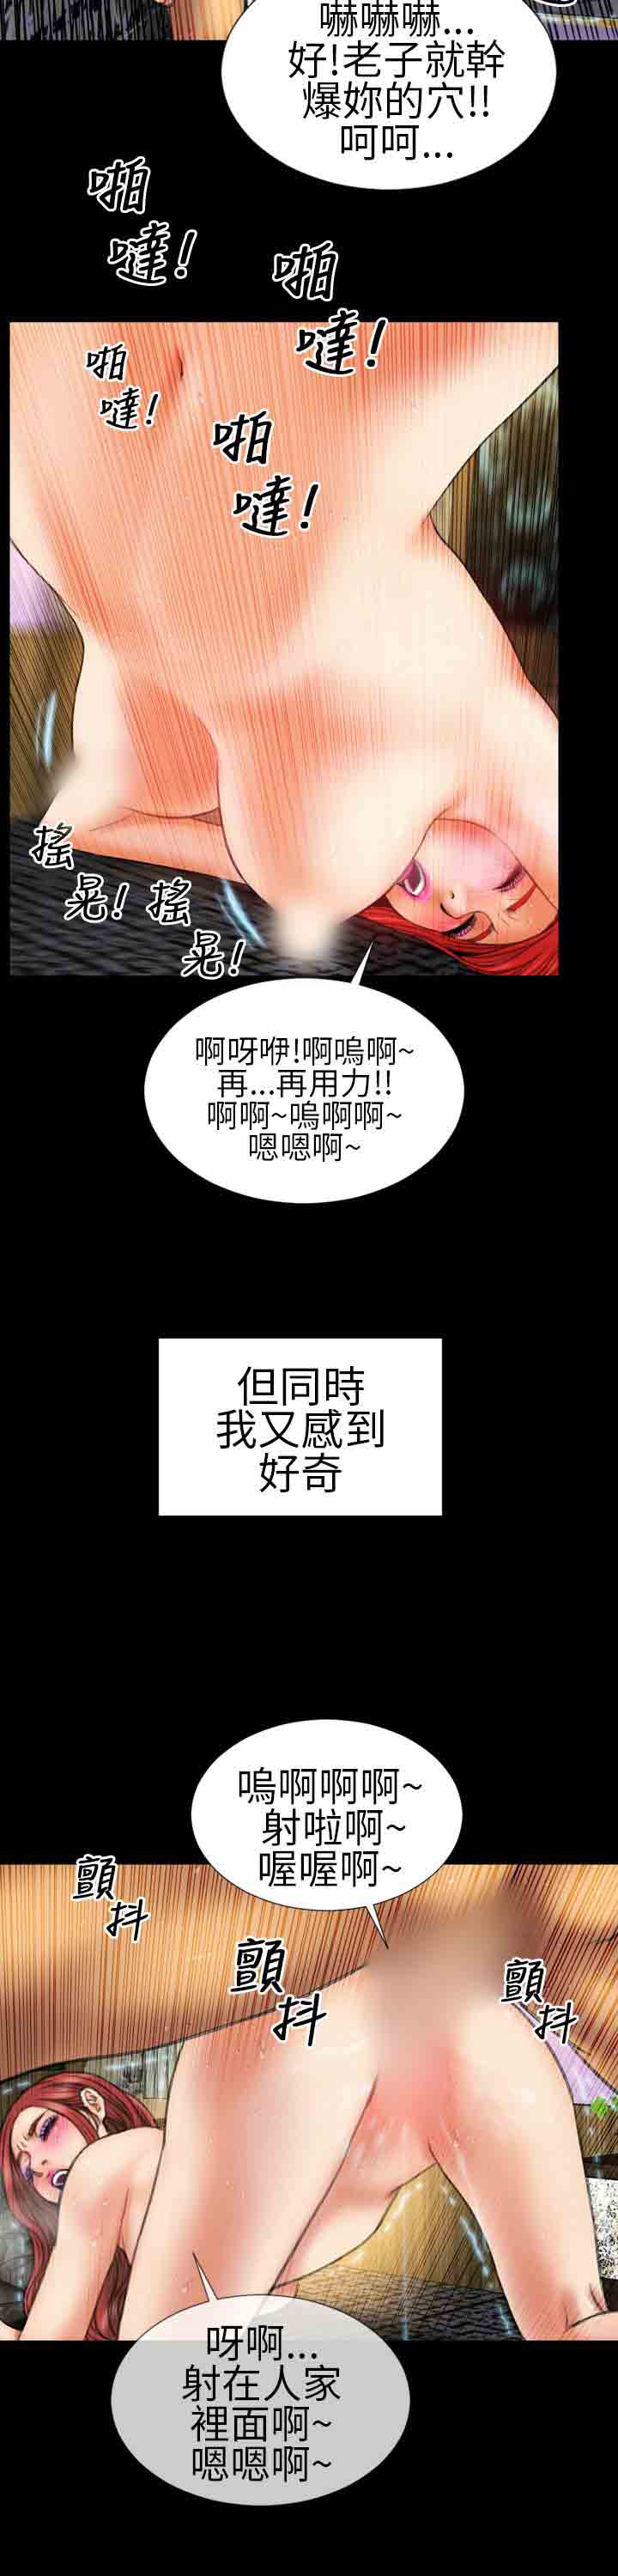 嚇嚇嚇...
好!老子就幹
爆妳的穴!!
呵呵...
啪
噠!
啪
噠!
啪
噠!
啪
噠!
搖
晃!
搖
晃!
啊呀咿!啊嗚啊~
再...再用力!!
啊啊~嗚啊啊~
嗯嗯啊~
但同時
我又感到
好奇
嗚啊啊啊~
射啦啊~
喔喔啊~
顫
抖
顫
抖
顫
抖
呀啊...
射在人家
裡面啊~
嗯嗯啊~